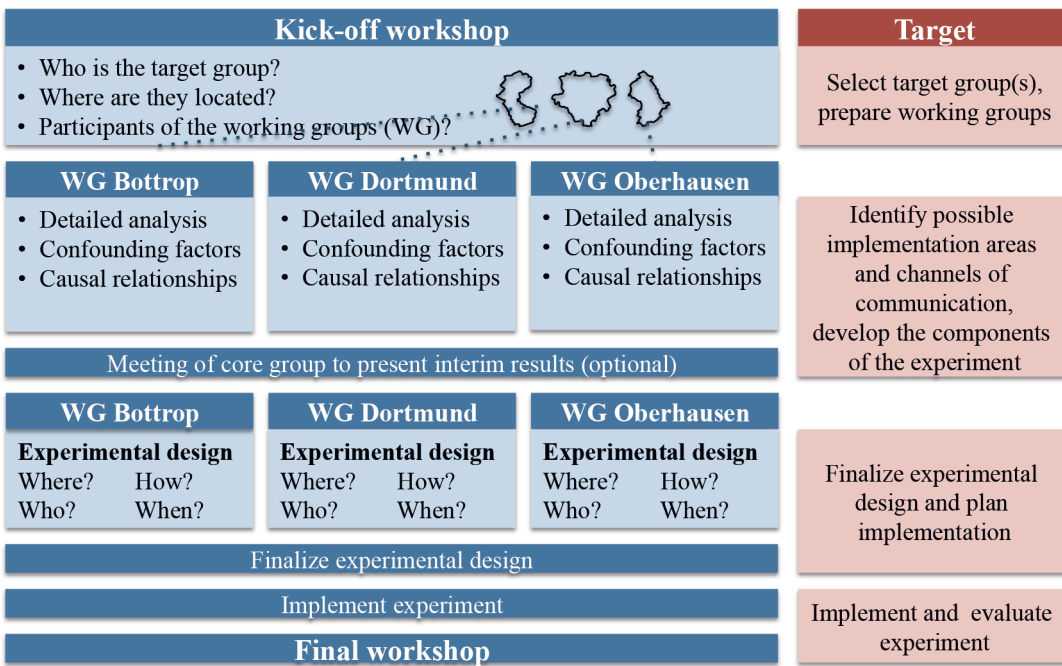 Kick-off workshop
• Who is the target group?
• Where are they located?
• Participants of the working groups (WG)?
Target
Select target group(s),
prepare working groups
WG Bottrop
• Detailed analysis
• Confounding factors
• Causal relationships
WG Dortmund
• Detailed analysis
• Confounding factors
• Causal relationships
WG Oberhausen
• Detailed analysis
• Confounding factors
• Causal relationships
Identify possible
implementation areas
and channels of
communication,
develop the components
of the experiment
Meeting of core group to present interim results (optional)
WG Bottrop
Experimental design
Where? How?
Who? When?
WG Dortmund
Experimental design
Where? How?
Who? When?
WG Oberhausen
Experimental design
Where? How?
Who? When?
Finalize experimental
design and plan
implementation
Finalize experimental design
Implement experiment
Final workshop
Implement and evaluate
experiment